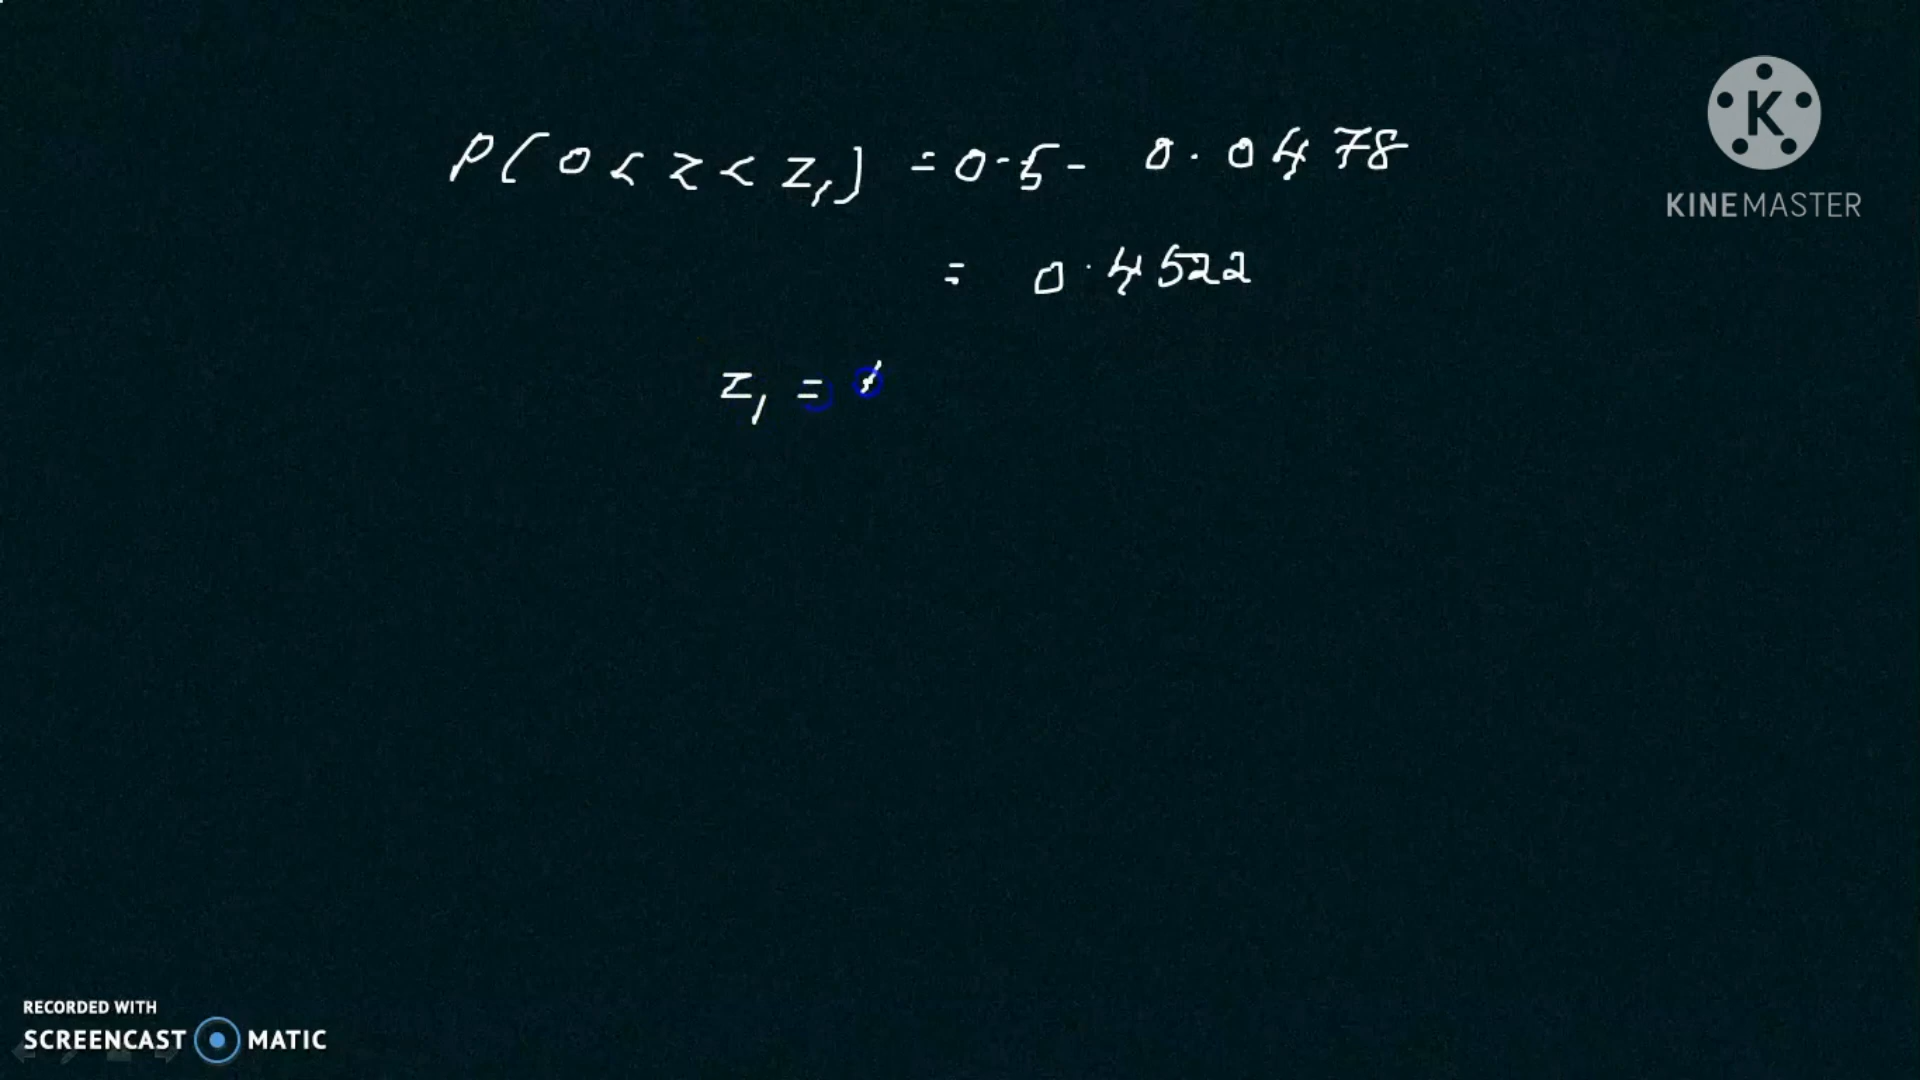 P(0 < z < z₁) = 0.5 - 0.0478
= 0.4522
z₁ =
K
KINEMASTER
RECORDED WITH
SCREENCAST MATIC